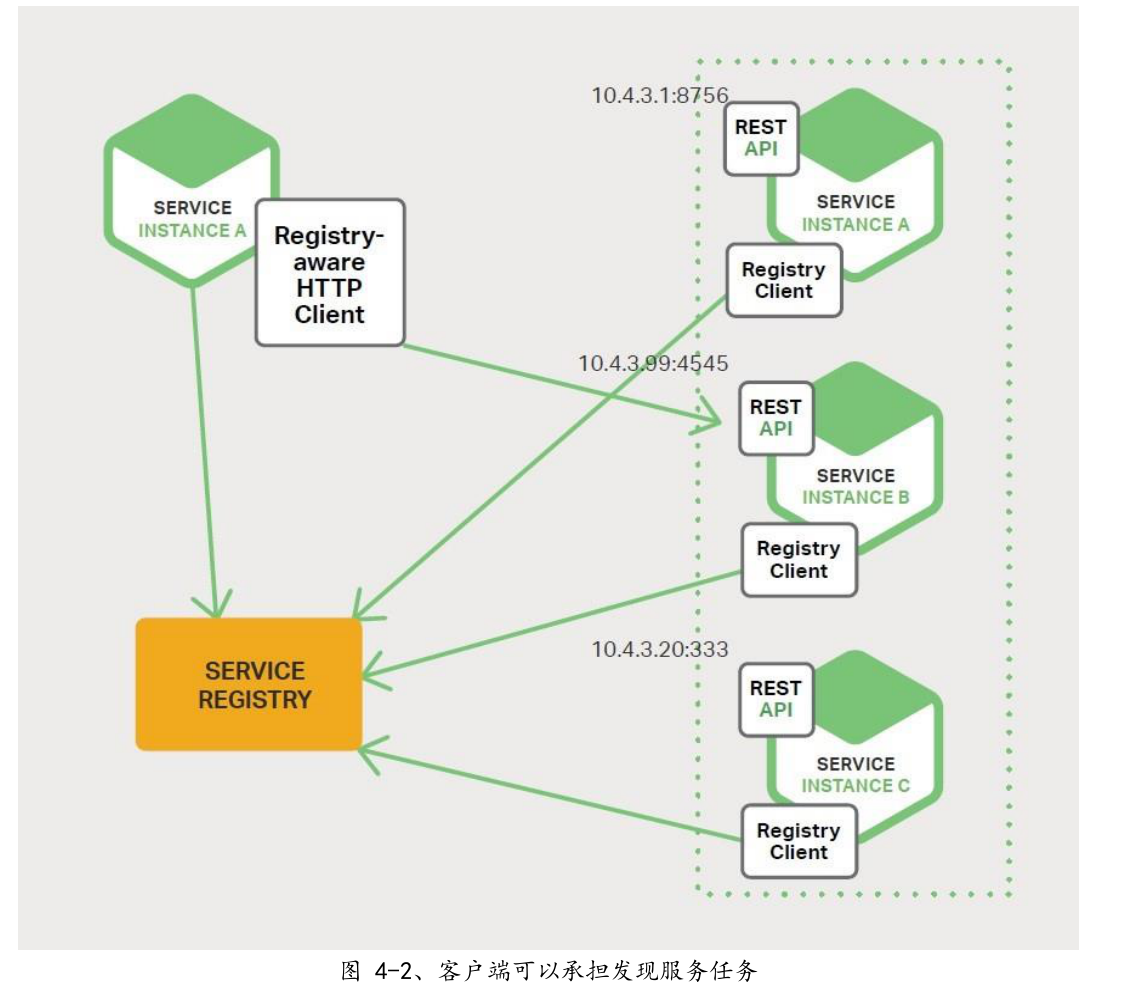 10.4.3.1:8756
REST
API
SERVICE
INSTANCE A
SERVICE
INSTANCE A
Registry-
aware
HTTP
Client
Registry
Client
10.4.3.99:4545
REST
API
SERVICE
INSTANCE B
Registry
Client
10.4.3.20:333
SERVICE
REGISTRY
REST
API
SERVICE
INSTANCE C
Registry
Client
图 4-2、客户端可以承担发现服务任务